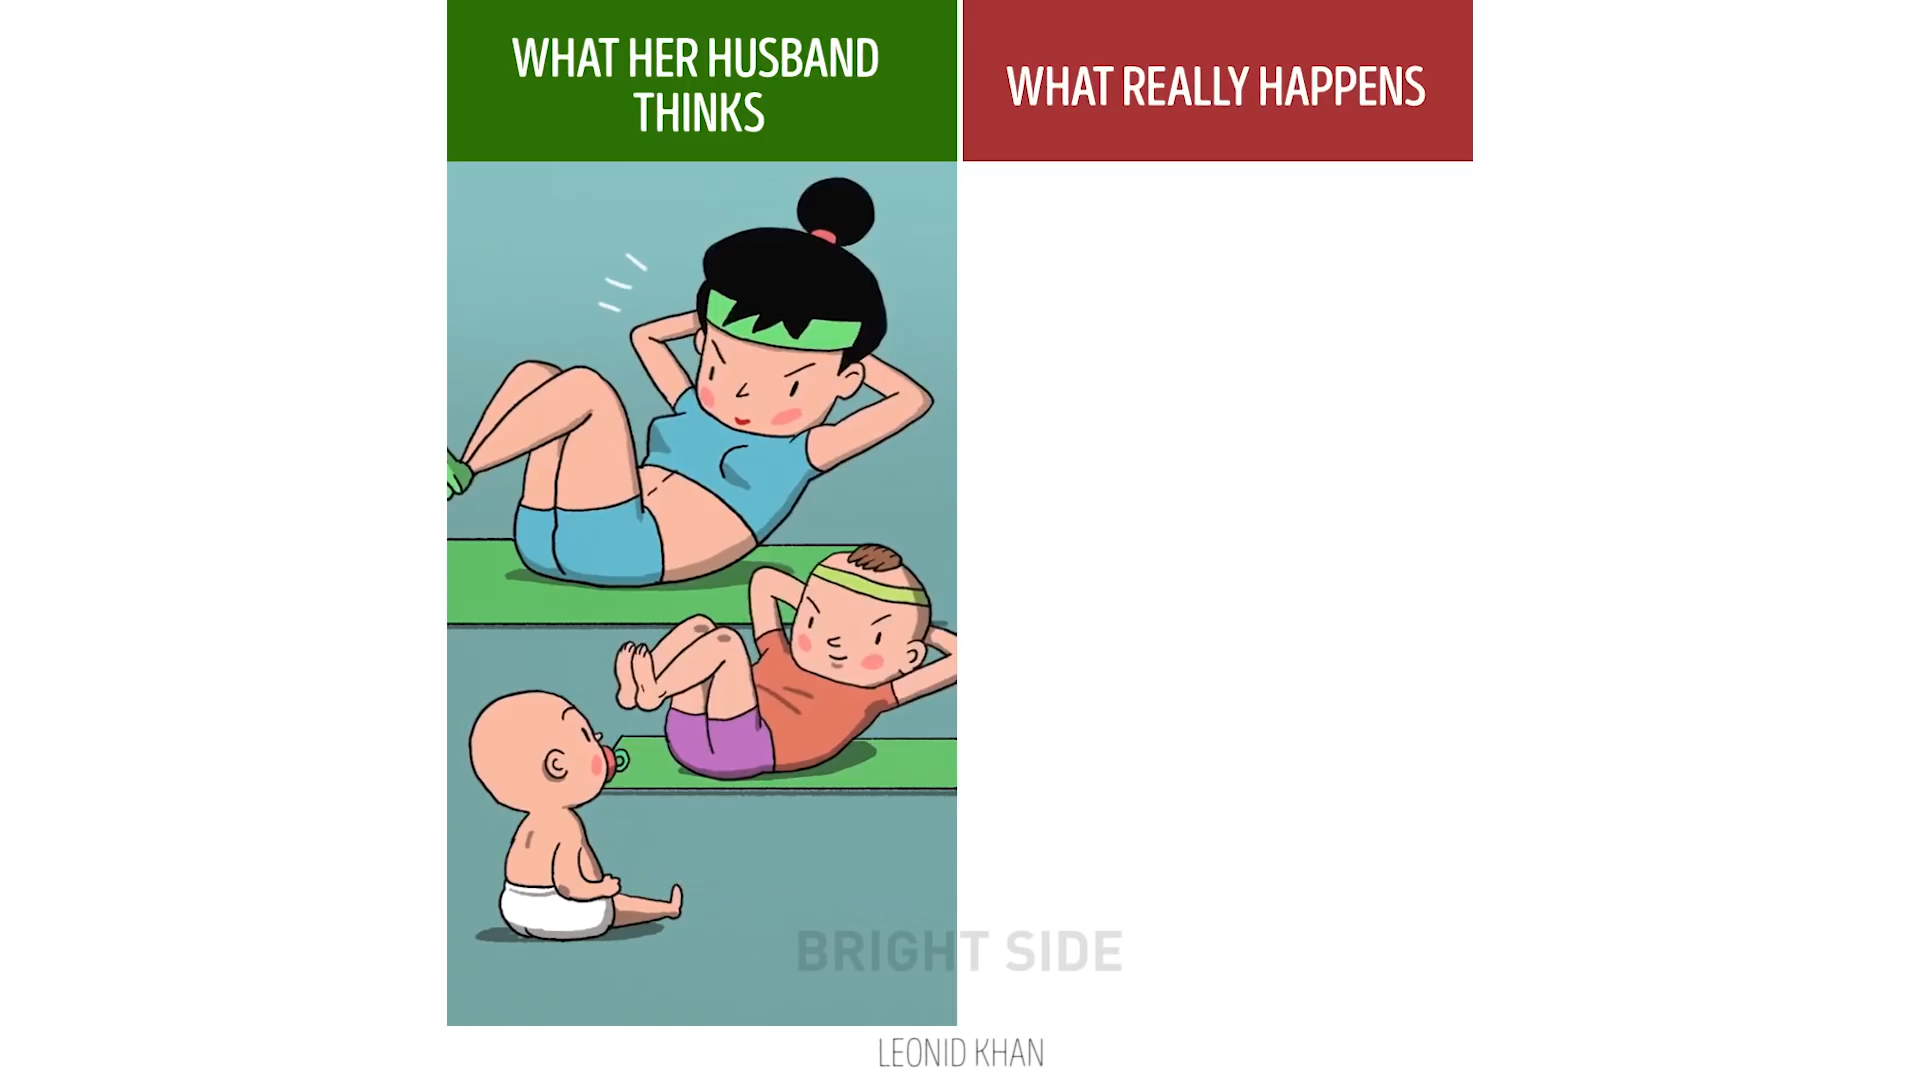 WHAT HER HUSBAND
THINKS
WHAT REALLY HAPPENS
BRIGHT SIDE
LEONID KHAN